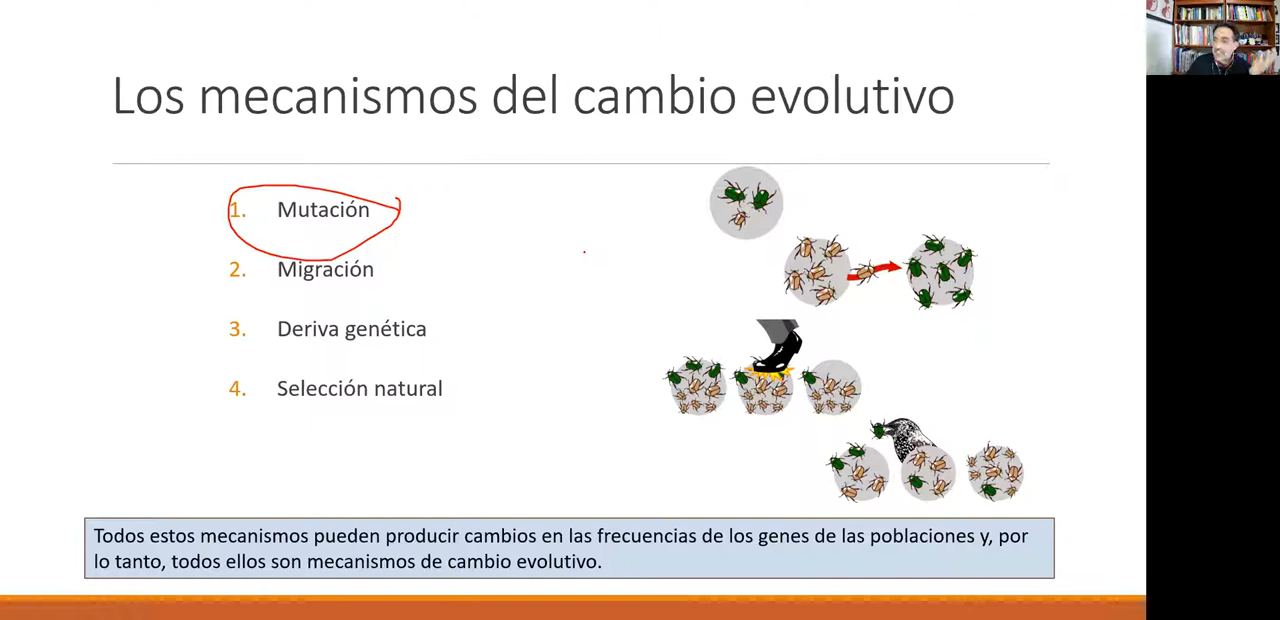 Los mecanismos del cambio evolutivo
1. Mutación
2. Migración
3. Deriva genética
4. Selección natural
Todos estos mecanismos pueden producir cambios en las frecuencias de los genes de las poblaciones y, por
lo tanto, todos ellos son mecanismos de cambio evolutivo.